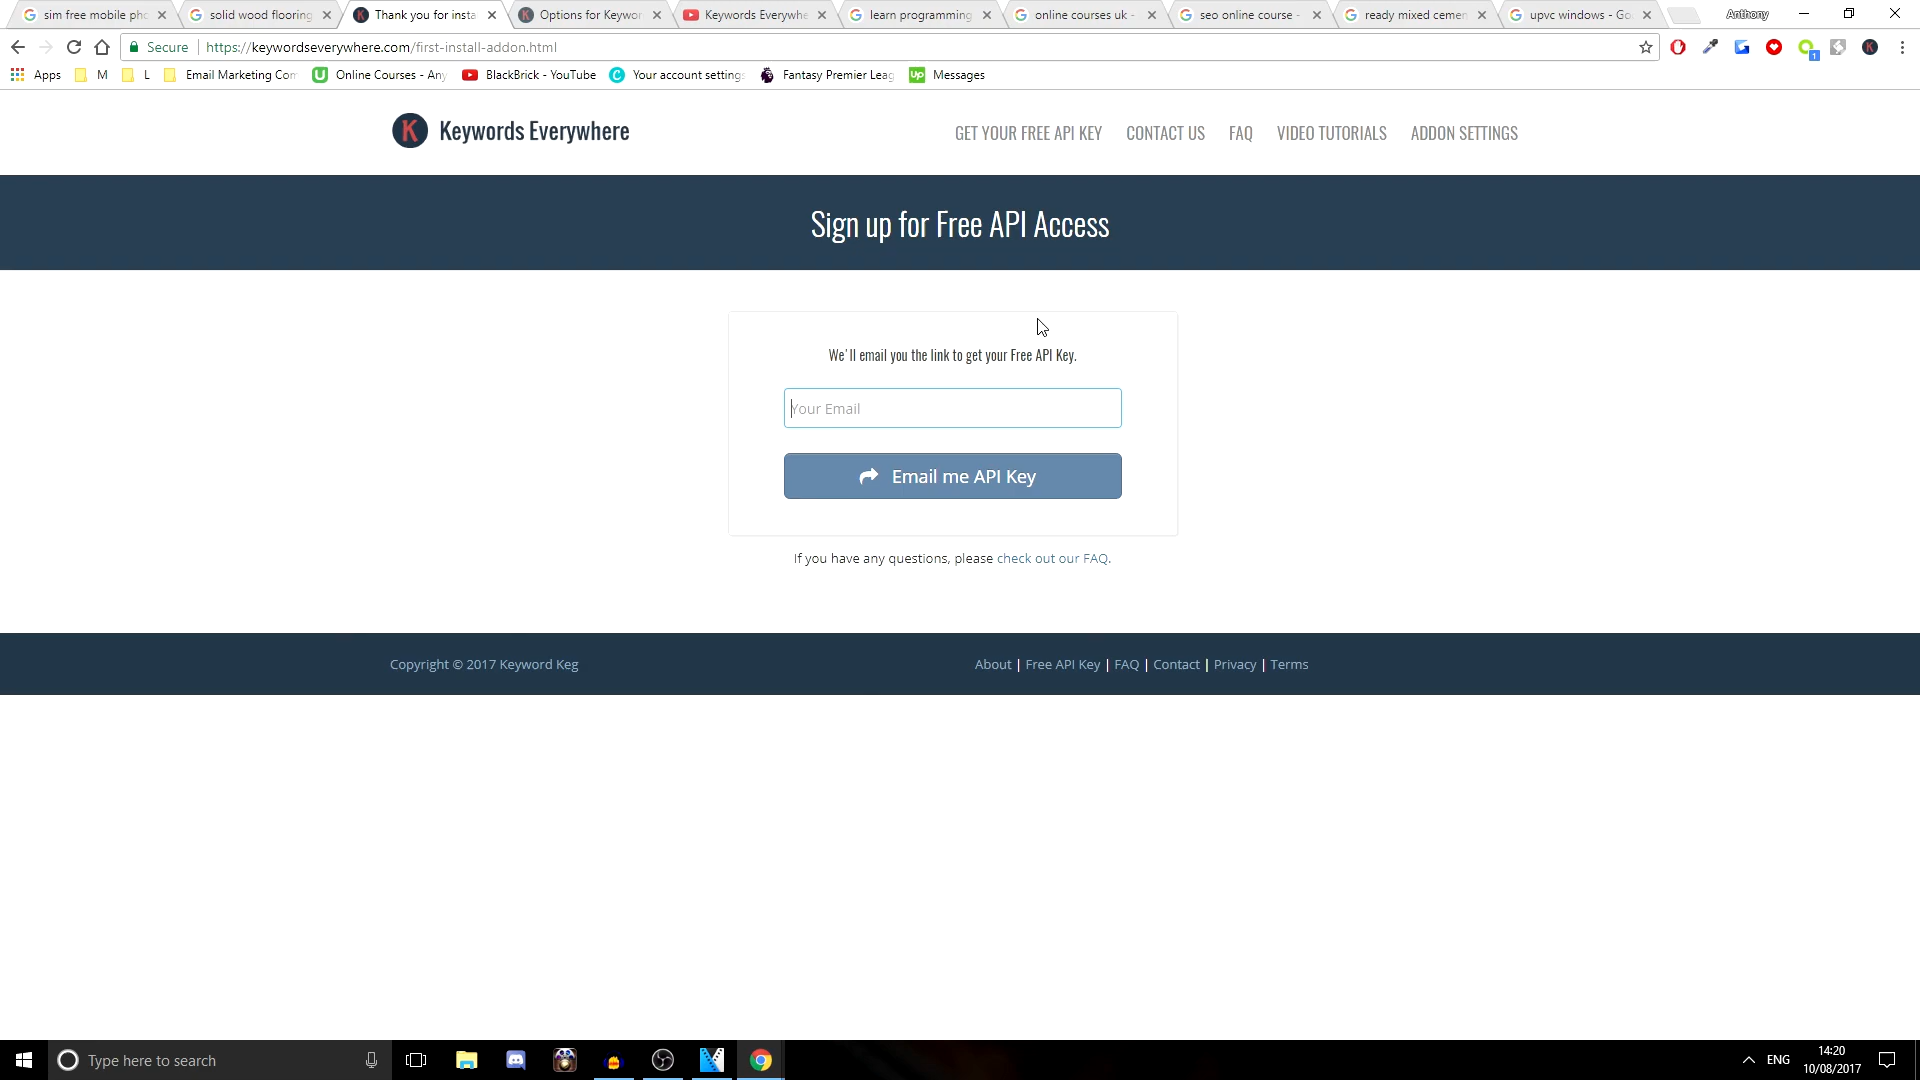 sim free mobile pho
solid wood flooring
Thank you for insta
Options for Keywor
Keywords Everywhe
learn programming
online courses uk -
seo online course -
ready mixed cemen
upvc windows - Go
Anthony
Secure
https://keywordseverywhere.com/first-install-addon.html
1
K
Apps
M
L
Email Marketing Con
Online Courses - Any
BlackBrick - YouTube
Your account settings
Fantasy Premier Leag
Up
Messages
K
Keywords Everywhere
GET YOUR FREE API KEY
CONTACT US
FAQ
VIDEO TUTORIALS
ADDON SETTINGS
Sign up for Free API Access
We'll email you the link to get your Free API Key.
Your Email
Email me API Key
If you have any questions, please check out our FAQ.
Copyright © 2017 Keyword Keg
About | Free API Key | FAQ | Contact | Privacy | Terms
Type here to search
ENG
14:20
10/08/2017